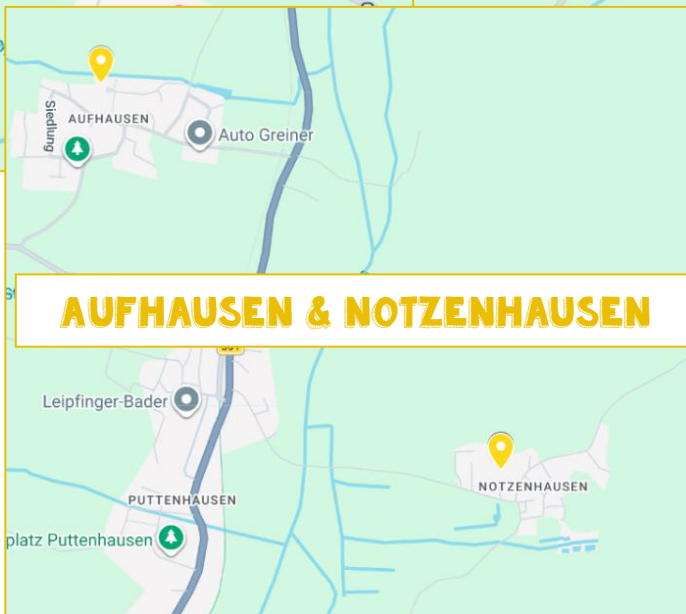 AUFHAUSEN
Siedlung
Auto Greiner
AUFHAUSEN & NOTZENHAUSEN
Leipfinger-Bader
NOTZENHAUSEN
PUTTENHAUSEN
platz Puttenhausen